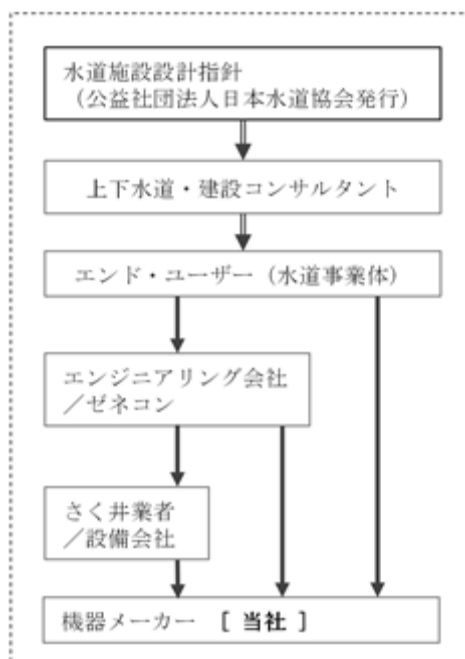 水道施設設計指針
（公益社団法人日本水道協会発行）
上下水道・建設コンサルタント
エンド・ユーザー（水道事業体）
エンジニアリング会社
／ゼネコン
さく井業者
／設備会社
機器メーカー ［ 当社 ］